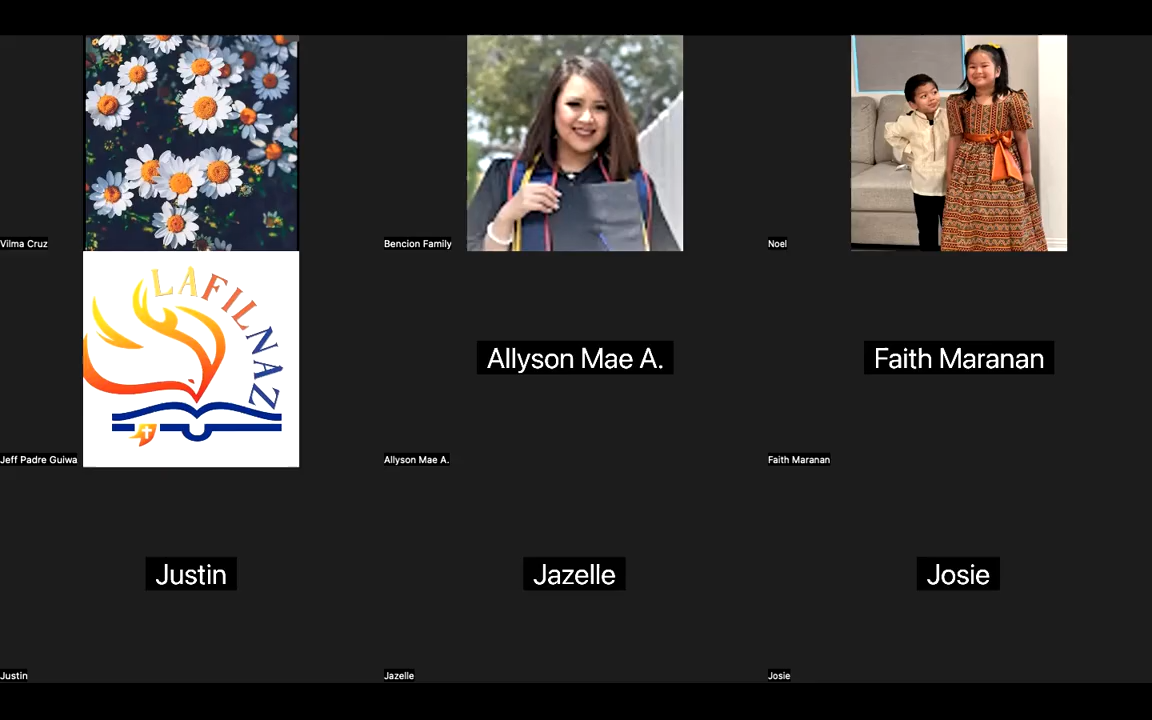 Vilma Cruz
Bencion Family
Noel
LAFILNAZ
Jeff Padre Guiwa
Allyson Mae A.
Allyson Mae A.
Faith Maranan
Faith Maranan
Justin
Justin
Jazelle
Jazelle
Josie
Josie